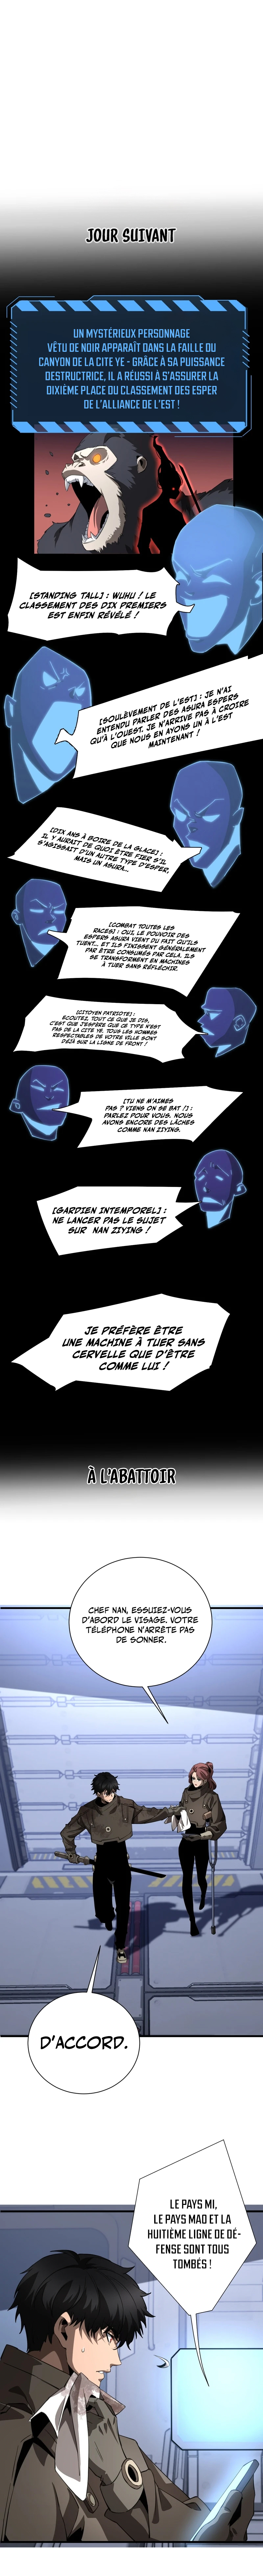 JOUR SUIVANT
UN MYSTÉRIEUX PERSONNAGE
VÊTU DE NOIR APPARAÎT DANS LA FAILLE DU
CANYON DE LA CITE YE - GRÂCE À SA PUISSANCE
DESTRUCTRICE, IL A RÉUSSI À S'ASSURER LA
DIXIÈME PLACE DU CLASSEMENT DES ESPER
DE L'ALLIANCE DE L'EST !
[STANDING TALL] : WUHU ! LE
CLASSEMENT DES DIX PREMIERS
EST ENFIN RÉVÉLÉ !
[SOULÈVEMENT DE L'EST] : JE N'AI
ENTENDU PARLER DES ASURA ESPERS
QU'À L'OUEST. JE N'ARRIVE PAS À CROIRE
QUE NOUS EN AYONS UN À L'EST
MAINTENANT !
[DIX ANS À BOIRE DE LA GLACE] :
IL Y AURAIT DE QUOI ÊTRE FIER S'IL
S'AGISSAIT D'UN AUTRE TYPE D'ESPER,
MAIS UN ASURA...
[COMBAT TOUTES LES
RACES] : OUI, LE POUVOIR DES
ESPERS ASURA VIENT DU FAIT QU'ILS
TUENT... ET ILS FINISSENT GÉNÉRALEMENT
PAR ÊTRE CONSUMÉS PAR CELA. ILS
SE TRANSFORMENT EN MACHINES
À TUER SANS RÉFLÉCHIR.
[CITOYEN PATRIOTE] :
ÉCOUTEZ, TOUT CE QUE JE DIS,
C'EST QUE J'ESPÈRE QUE CE TYPE N'EST
PAS DE LA CITÉ YE. TOUS LES HOMMES
RESPECTABLES DE VOTRE VILLE SONT
DÉJÀ SUR LA LIGNE DE FRONT !
[TU NE M'AIMES
PAS ? VIENS ON SE BAT !] :
PARLEZ POUR VOUS. NOUS
AVONS ENCORE DES LÂCHES
COMME NAN ZIYING.
[GARDIEN INTEMPOREL] :
NE LANCER PAS LE SUJET
SUR NAN IIYING !
JE PRÉFÈRE ÊTRE
UNE MACHINE À TUER SANS
CERVELLE QUE D'ÊTRE
COMME LUI !
À L'ABATTOIR
CHEF NAN, ESSUIEZ-VOUS
D'ABORD LE VISAGE. VOTRE
TÉLÉPHONE N'ARRÊTE PAS
DE SONNER.
D'ACCORD.
LE PAYS MI,
LE PAYS MAO ET LA
HUITIÈME LIGNE DE DÉ-
FENSE SONT TOUS
TOMBÉS !